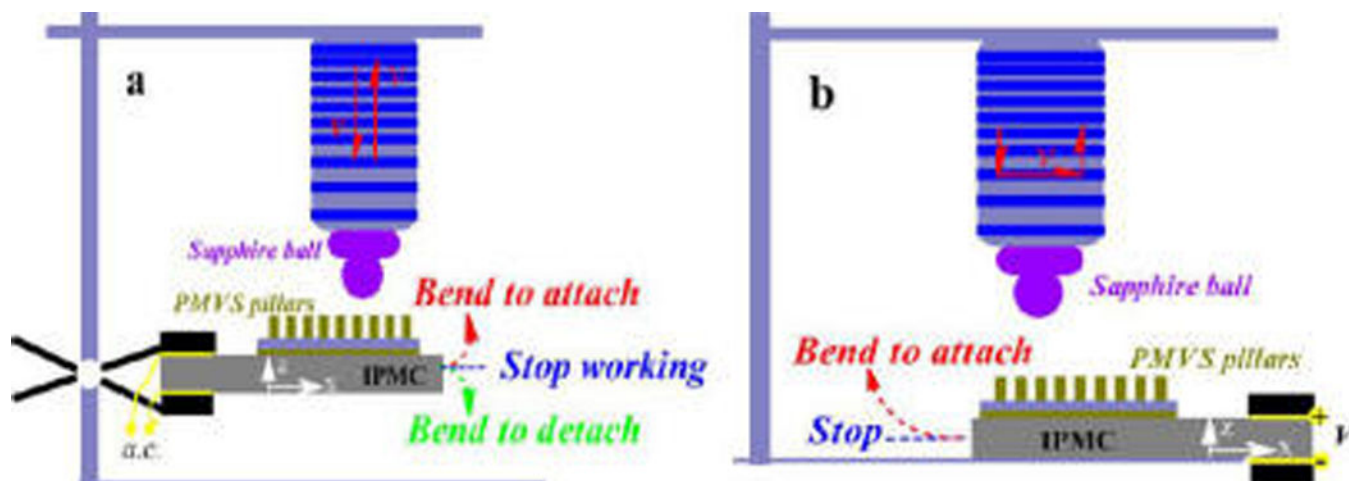 a
V
V
Sapphire ball
PMVS pillars
Bend to attach
Stop working
IPMC
z
x
Bend to detach
a.c.
b
V
Sapphire ball
Bend to attach
PMVS pillars
Stop
IPMC
z
x
+
V
-